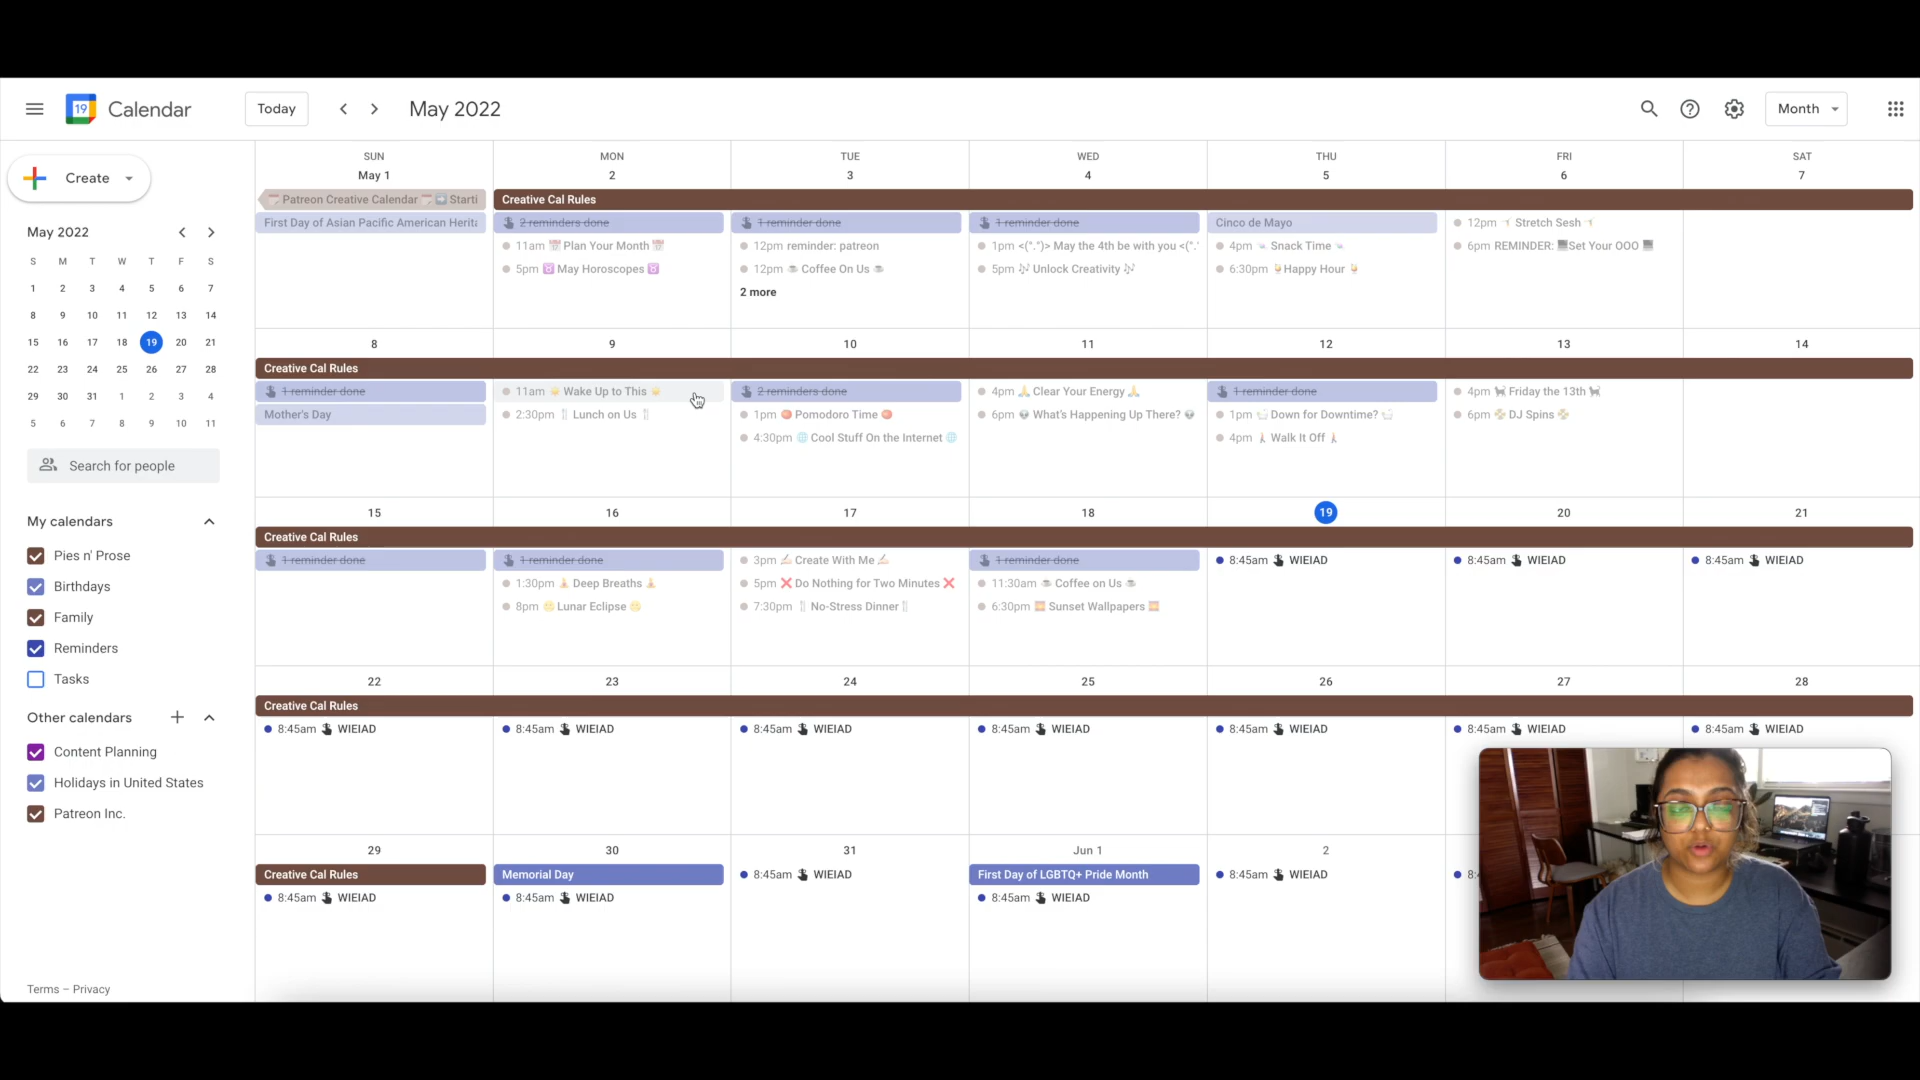 19 Calendar Today May 2022 Month
Create
May 2022
S M T W T F S
1 2 3 4 5 6 7
8 9 10 11 12 13 14
15 16 17 18 19 20 21
22 23 24 25 26 27 28
29 30 31 1 2 3 4
5 6 7 8 9 10 11
Search for people
My calendars
Pies n' Prose
Birthdays
Family
Reminders
Tasks
Other calendars
Content Planning
Holidays in United States
Patreon Inc.
Terms – Privacy
SUN MON TUE WED THU FRI SAT
May 1 2 3 4 5 6 7
Patreon Creative Calendar Starti
First Day of Asian Pacific American Herita
Creative Cal Rules
2 reminders done
11am Plan Your Month
5pm May Horoscopes
1 reminder done
12pm reminder: patreon
12pm Coffee On Us
2 more
1 reminder done
1pm <(°.°)> May the 4th be with you <(°.°
5pm Unlock Creativity
Cinco de Mayo
4pm Snack Time
6:30pm Happy Hour
12pm Stretch Sesh
6pm REMINDER: Set Your OOO
8 9 10 11 12 13 14
Creative Cal Rules
1 reminder done
Mother's Day
11am Wake Up to This
2:30pm Lunch on Us
2 reminders done
1pm Pomodoro Time
4:30pm Cool Stuff On the Internet
4pm Clear Your Energy
6pm What's Happening Up There?
1 reminder done
1pm Down for Downtime?
4pm Walk It Off
4pm Friday the 13th
6pm DJ Spins
15 16 17 18 19 20 21
Creative Cal Rules
1 reminder done
1 reminder done
1:30pm Deep Breaths
8pm Lunar Eclipse
3pm Create With Me
5pm Do Nothing for Two Minutes
7:30pm No-Stress Dinner
1 reminder done
11:30am Coffee on Us
6:30pm Sunset Wallpapers
8:45am WIEIAD
8:45am WIEIAD
8:45am WIEIAD
22 23 24 25 26 27 28
Creative Cal Rules
8:45am WIEIAD
8:45am WIEIAD
8:45am WIEIAD
8:45am WIEIAD
8:45am WIEIAD
8:45am WIEIAD
8:45am WIEIAD
29 30 31 Jun 1 2
Creative Cal Rules
8:45am WIEIAD
Memorial Day
8:45am WIEIAD
8:45am WIEIAD
First Day of LGBTQ+ Pride Month
8:45am WIEIAD
8:45am WIEIAD
8: